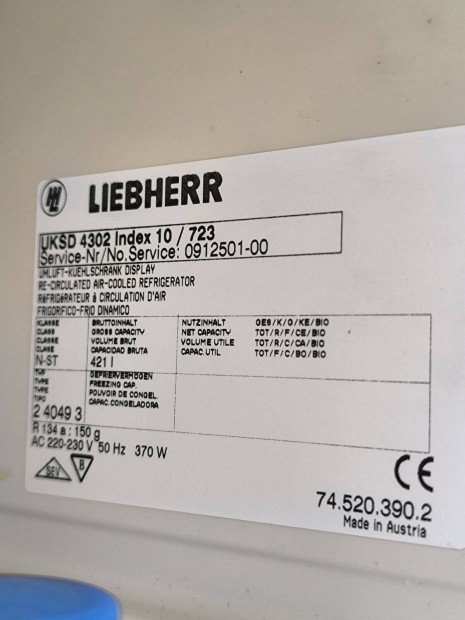 LIEBHERR
UKSD 4302 Index 10 / 723
Service-Nr/No.Service: 0912501-00
UMLUFT-KUEHLSCHRANK DISPLAY
RE-CIRCULATED AIR-COOLED REFRIGERATOR
REFRIGERATEUR à CIRCULATION D'AIR
FRIGORIFICO-FRIO DINAMICO
KLASSE BRUTTOINHALT NUTZINHALT GES/K/G/KE/BIO
CLASS GROSS CAPACITY NET CAPACITY TOT/R/F/CE/BIO
CLASSE VOLUME BRUT VOLUME UTILE TOT/R/C/CA/BIO
CLASE CAPACIDAD BRUTA CAPAC.UTIL TOT/F/C/BO/BIO
N-ST 421 l
TYP GEFRIERVERMÖGEN
TYPE FREEZING CAP.
TYPE POUVOIR DE CONGEL.
TIPO CAPAC.CONGELADORA
2 4049 3
R 134 a : 150 g
AC 220-230 V 50 Hz 370 W
SEV B CE
74.520.390.2
Made in Austria